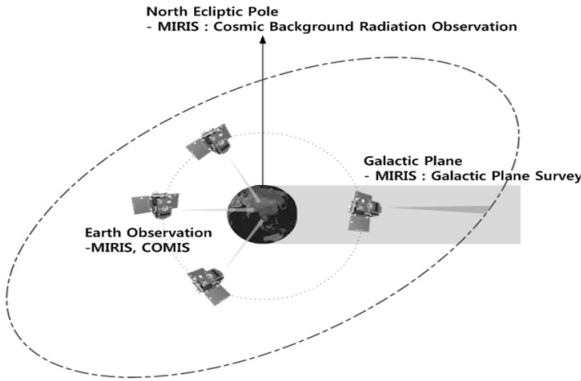 North Ecliptic Pole
- MIRIS : Cosmic Background Radiation Observation
Galactic Plane
- MIRIS : Galactic Plane Survey
Earth Observation
-MIRIS, COMIS